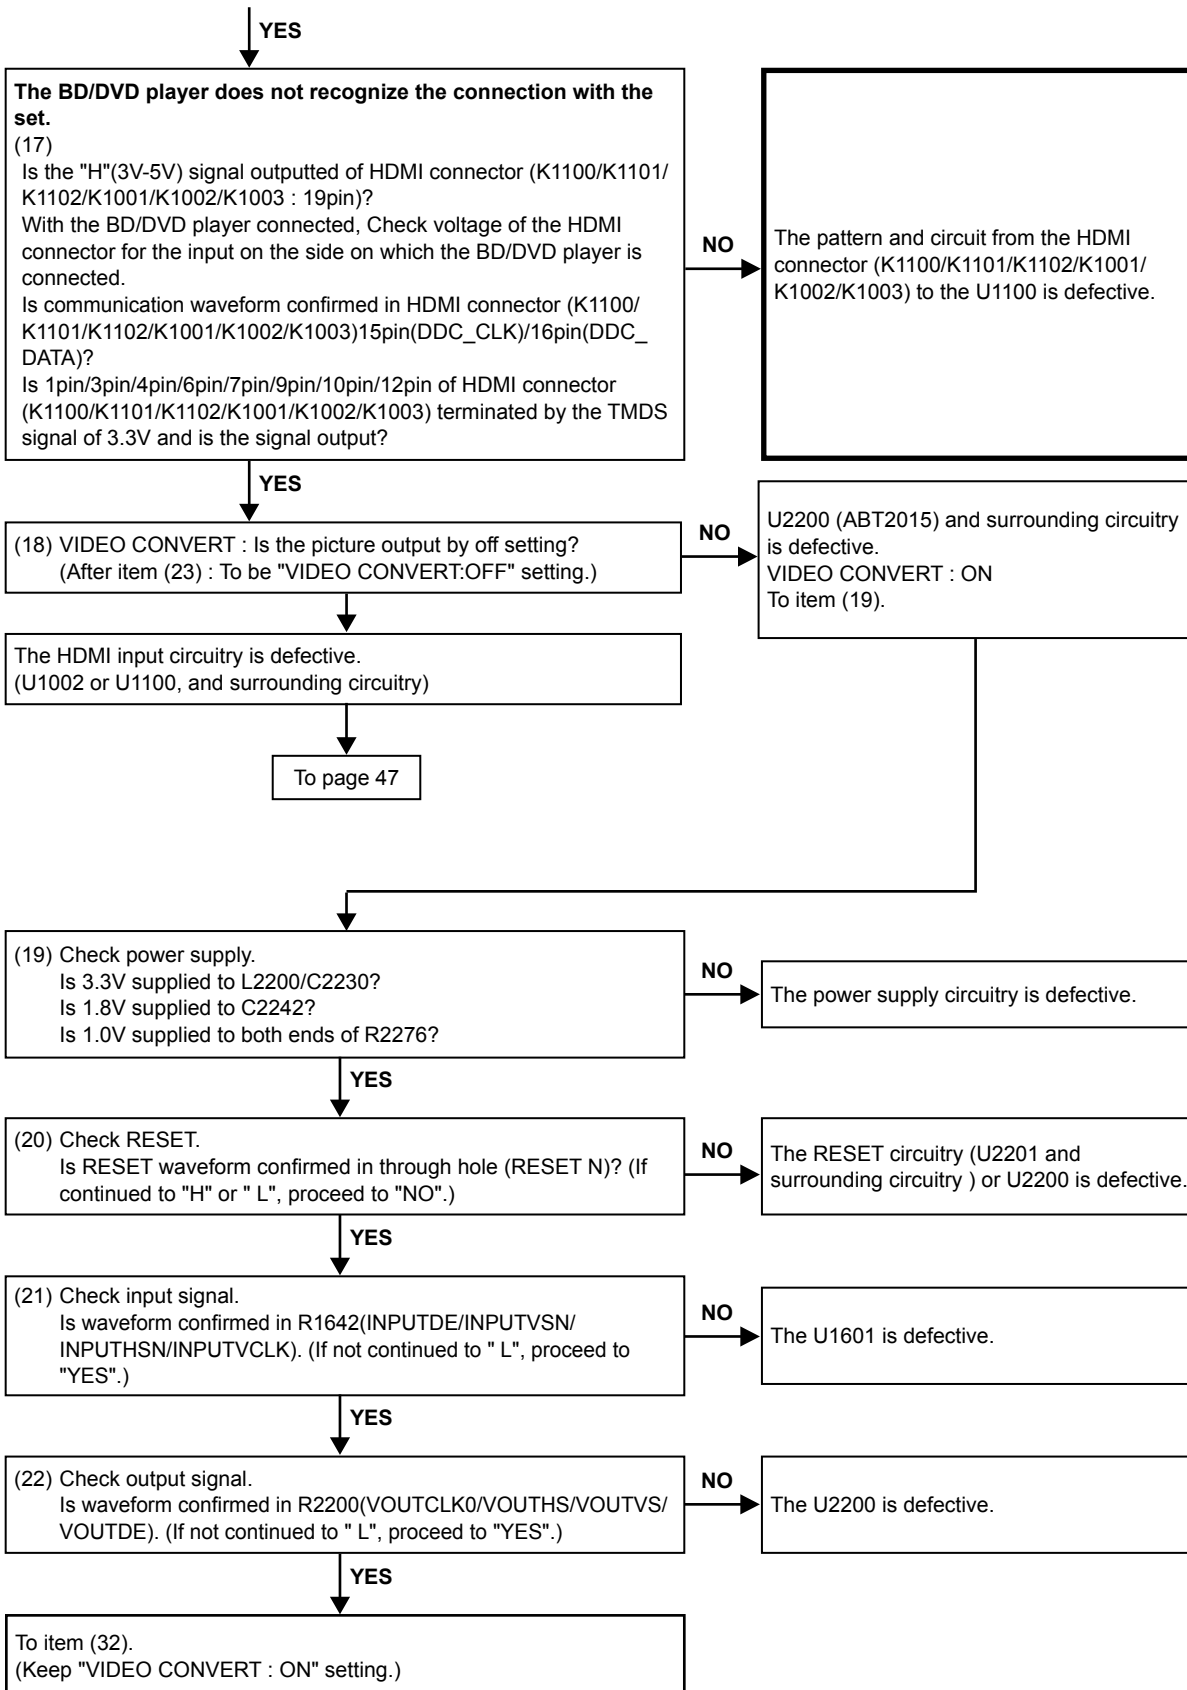 YES
The BD/DVD player does not recognize the connection with the
set.
(17)
Is the "H"(3V-5V) signal outputted of HDMI connector (K1100/K1101/
K1102/K1001/K1002/K1003 : 19pin)?
With the BD/DVD player connected, Check voltage of the HDMI
connector for the input on the side on which the BD/DVD player is
connected.
Is communication waveform confirmed in HDMI connector (K1100/
K1101/K1102/K1001/K1002/K1003)15pin(DDC_CLK)/16pin(DDC_
DATA)?
Is 1pin/3pin/4pin/6pin/7pin/9pin/10pin/12pin of HDMI connector
(K1100/K1101/K1102/K1001/K1002/K1003) terminated by the TMDS
signal of 3.3V and is the signal output?
NO
The pattern and circuit from the HDMI
connector (K1100/K1101/K1102/K1001/
K1002/K1003) to the U1100 is defective.
YES
(18) VIDEO CONVERT : Is the picture output by off setting?
(After item (23) : To be "VIDEO CONVERT:OFF" setting.)
NO
U2200 (ABT2015) and surrounding circuitry
is defective.
VIDEO CONVERT : ON
To item (19).
The HDMI input circuitry is defective.
(U1002 or U1100, and surrounding circuitry)
To page 47
(19) Check power supply.
Is 3.3V supplied to L2200/C2230?
Is 1.8V supplied to C2242?
Is 1.0V supplied to both ends of R2276?
NO
The power supply circuitry is defective.
YES
(20) Check RESET.
Is RESET waveform confirmed in through hole (RESET N)? (If
continued to "H" or " L", proceed to "NO".)
NO
The RESET circuitry (U2201 and
surrounding circuitry ) or U2200 is defective.
YES
(21) Check input signal.
Is waveform confirmed in R1642(INPUTDE/INPUTVSN/
INPUTHSN/INPUTVCLK). (If not continued to " L", proceed to
"YES".)
NO
The U1601 is defective.
YES
(22) Check output signal.
Is waveform confirmed in R2200(VOUTCLK0/VOUTHS/VOUTVS/
VOUTDE). (If not continued to " L", proceed to "YES".)
NO
The U2200 is defective.
YES
To item (32).
(Keep "VIDEO CONVERT : ON" setting.)